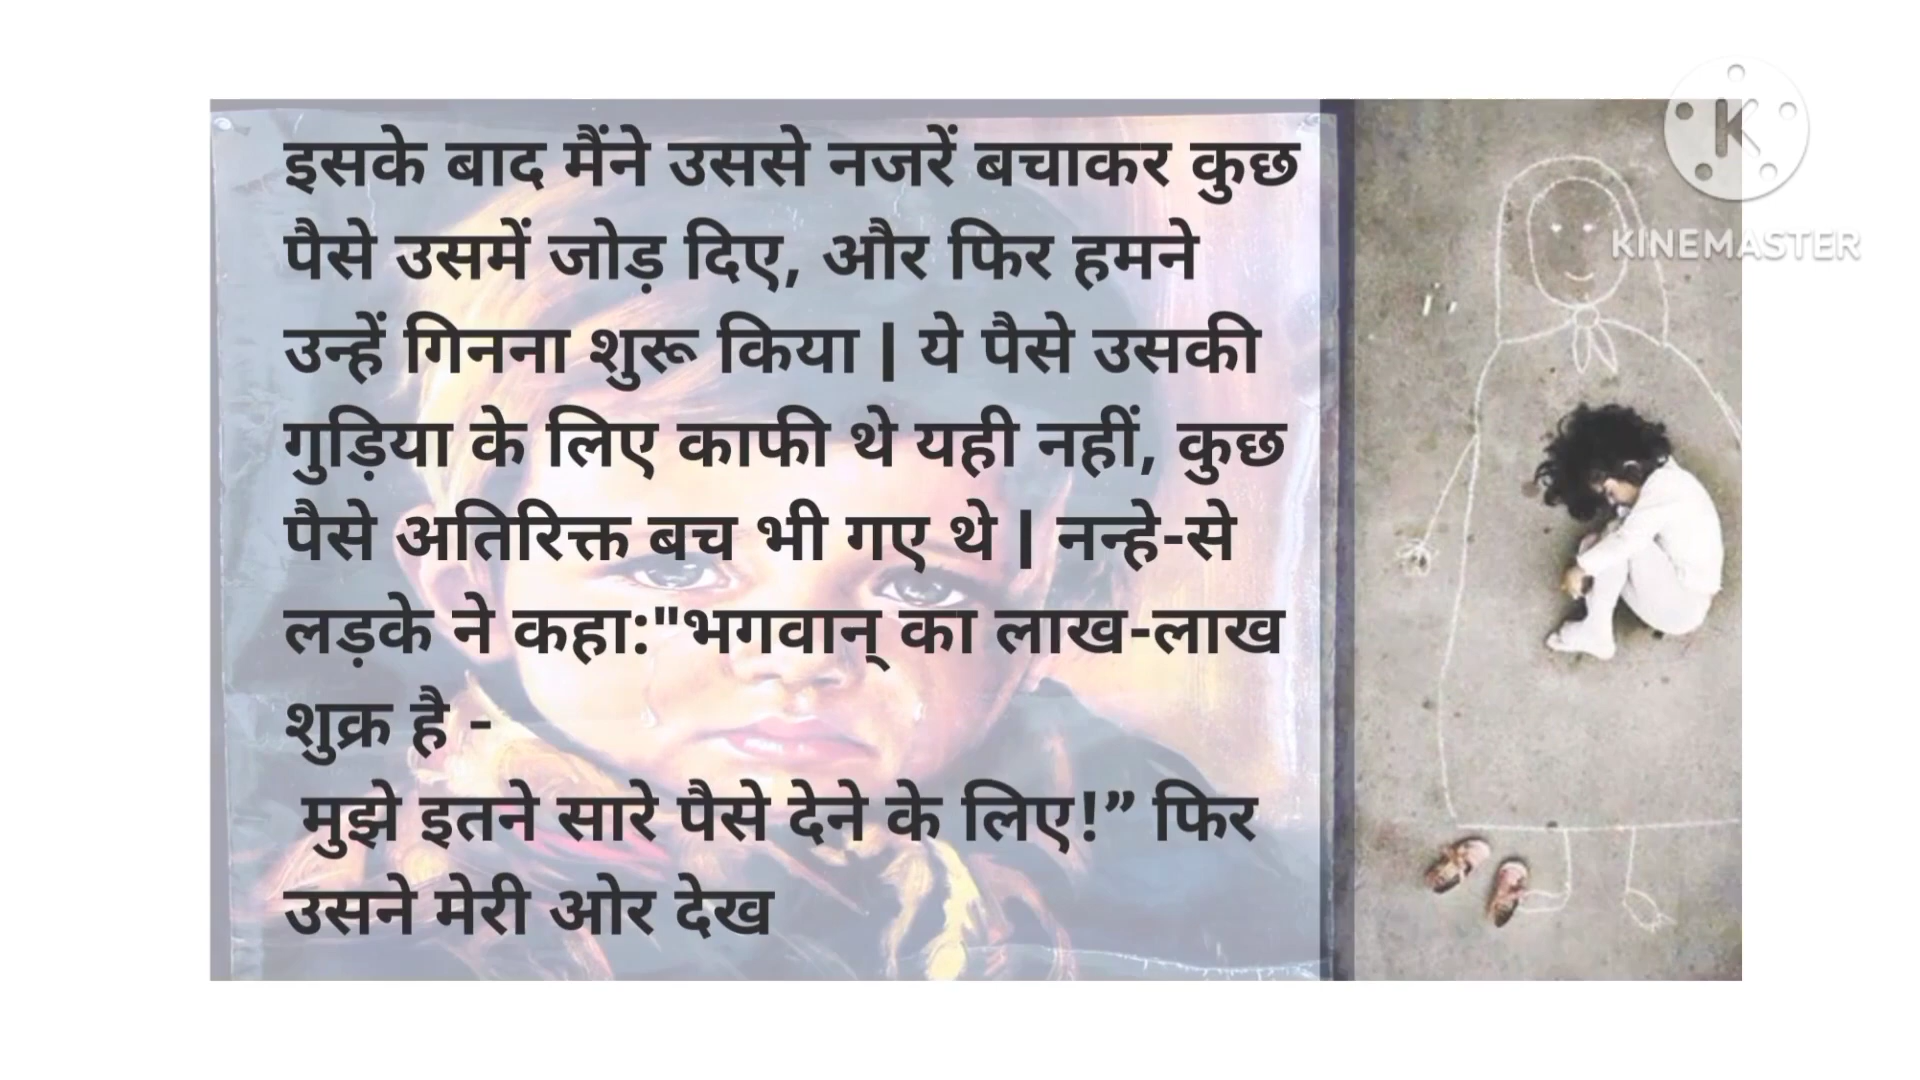 इसके बाद मैंने उससे नजरें बचाकर कुछ
पैसे उसमें जोड़ दिए, और फिर हमने
उन्हें गिनना शुरू किया | ये पैसे उसकी
गुड़िया के लिए काफी थे यही नहीं, कुछ
पैसे अतिरिक्त बच भी गए थे | नन्हे-से
लड़के ने कहा:"भगवान् का लाख-लाख
शुक्र है -
मुझे इतने सारे पैसे देने के लिए!” फिर
उसने मेरी ओर देख
K
KINEMASTER